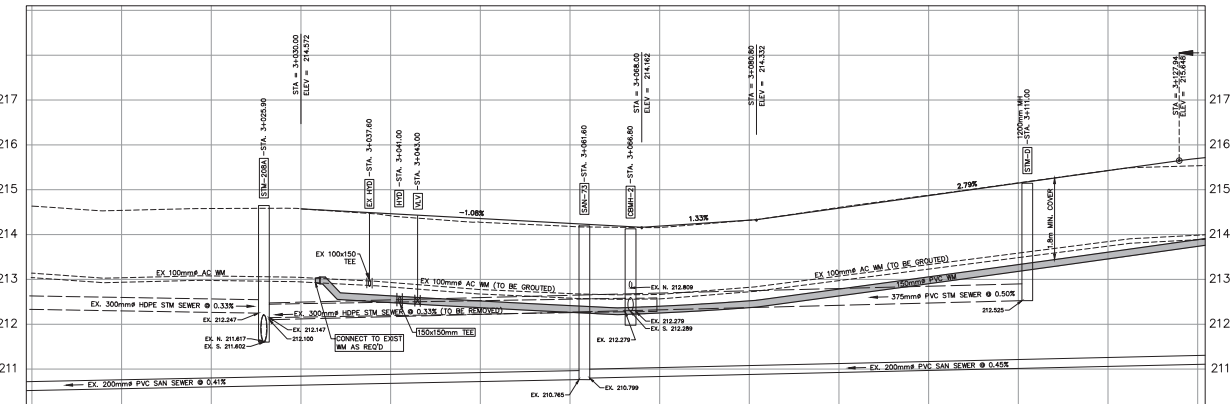 217
216
215
214
213
212
211
217
216
215
214
213
212
211
STM-208A -STA. 3+025.90
STA = 3+030.00
ELEV = 214.572
EX HYD -STA. 3+037.60
HYD -STA. 3+041.00
VLV -STA. 3+043.00
SAN-73 -STA. 3+061.60
CBMH-2 -STA. 3+066.80
STA = 3+068.00
ELEV = 214.162
STA = 3+080.80
ELEV = 214.332
1200mm MH
STM-D -STA. 3+111.00
STA = 3+127.94
ELEV = 215.648
-1.08%
1.33%
2.79%
1.8m MIN. COVER
EX 100x150
TEE
EX 100mmø AC WM
EX 100mmø AC WM (TO BE GROUTED)
EX 100mmø AC WM (TO BE GROUTED)
150mmø PVC WM
EX. N. 212.809
375mmø PVC STM SEWER @ 0.50%
EX. 300mmø HDPE STM SEWER @ 0.33%
EX. 300mmø HDPE STM SEWER @ 0.33% (TO BE REMOVED)
EX. 212.247
EX. 212.147
212.100
EX. N. 211.617
EX. S. 211.602
CONNECT TO EXIST
WM AS REQ'D
150x150mm TEE
EX. 212.279
EX. S. 212.289
EX. 212.279
212.525
EX. 200mmø PVC SAN SEWER @ 0.41%
EX. 210.765
EX. 210.799
EX. 200mmø PVC SAN SEWER @ 0.45%